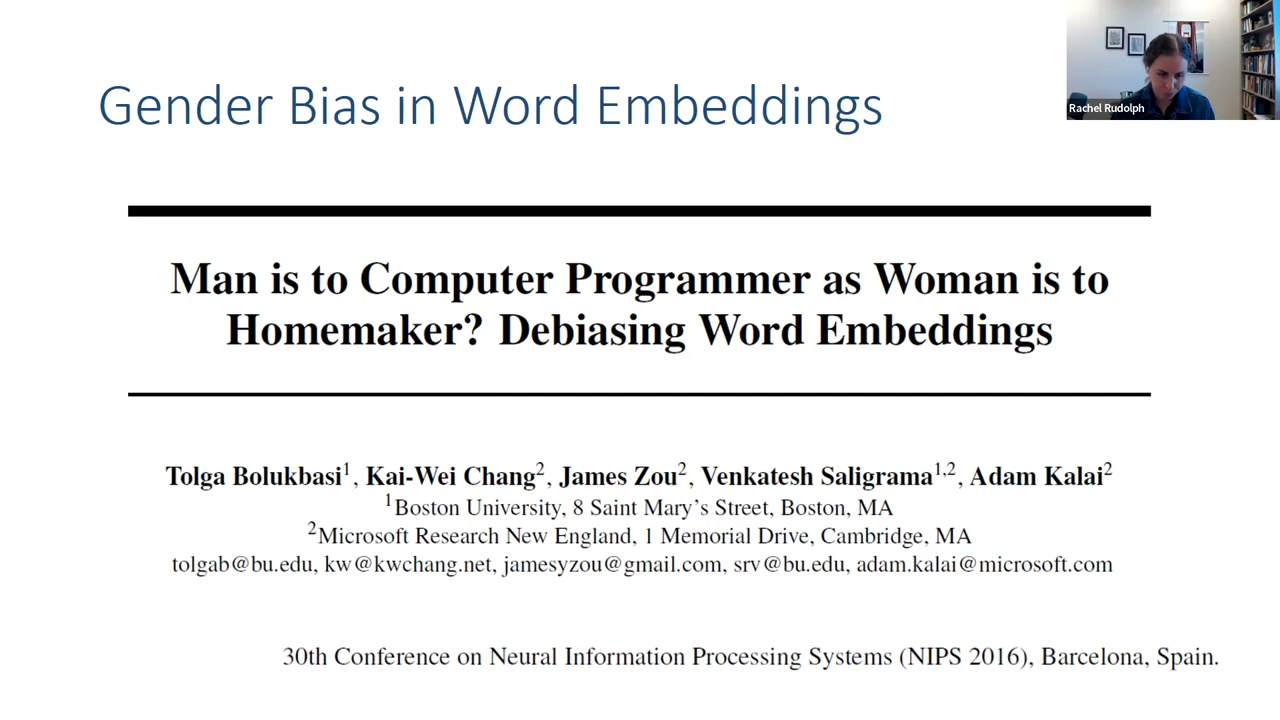 Gender Bias in Word Embeddings
Rachel Rudolph
Man is to Computer Programmer as Woman is to
Homemaker? Debiasing Word Embeddings
Tolga Bolukbasi¹, Kai-Wei Chang², James Zou², Venkatesh Saligrama¹,², Adam Kalai²
¹Boston University, 8 Saint Mary's Street, Boston, MA
²Microsoft Research New England, 1 Memorial Drive, Cambridge, MA
tolgab@bu.edu, kw@kwchang.net, jamesyzou@gmail.com, srv@bu.edu, adam.kalai@microsoft.com
30th Conference on Neural Information Processing Systems (NIPS 2016), Barcelona, Spain.